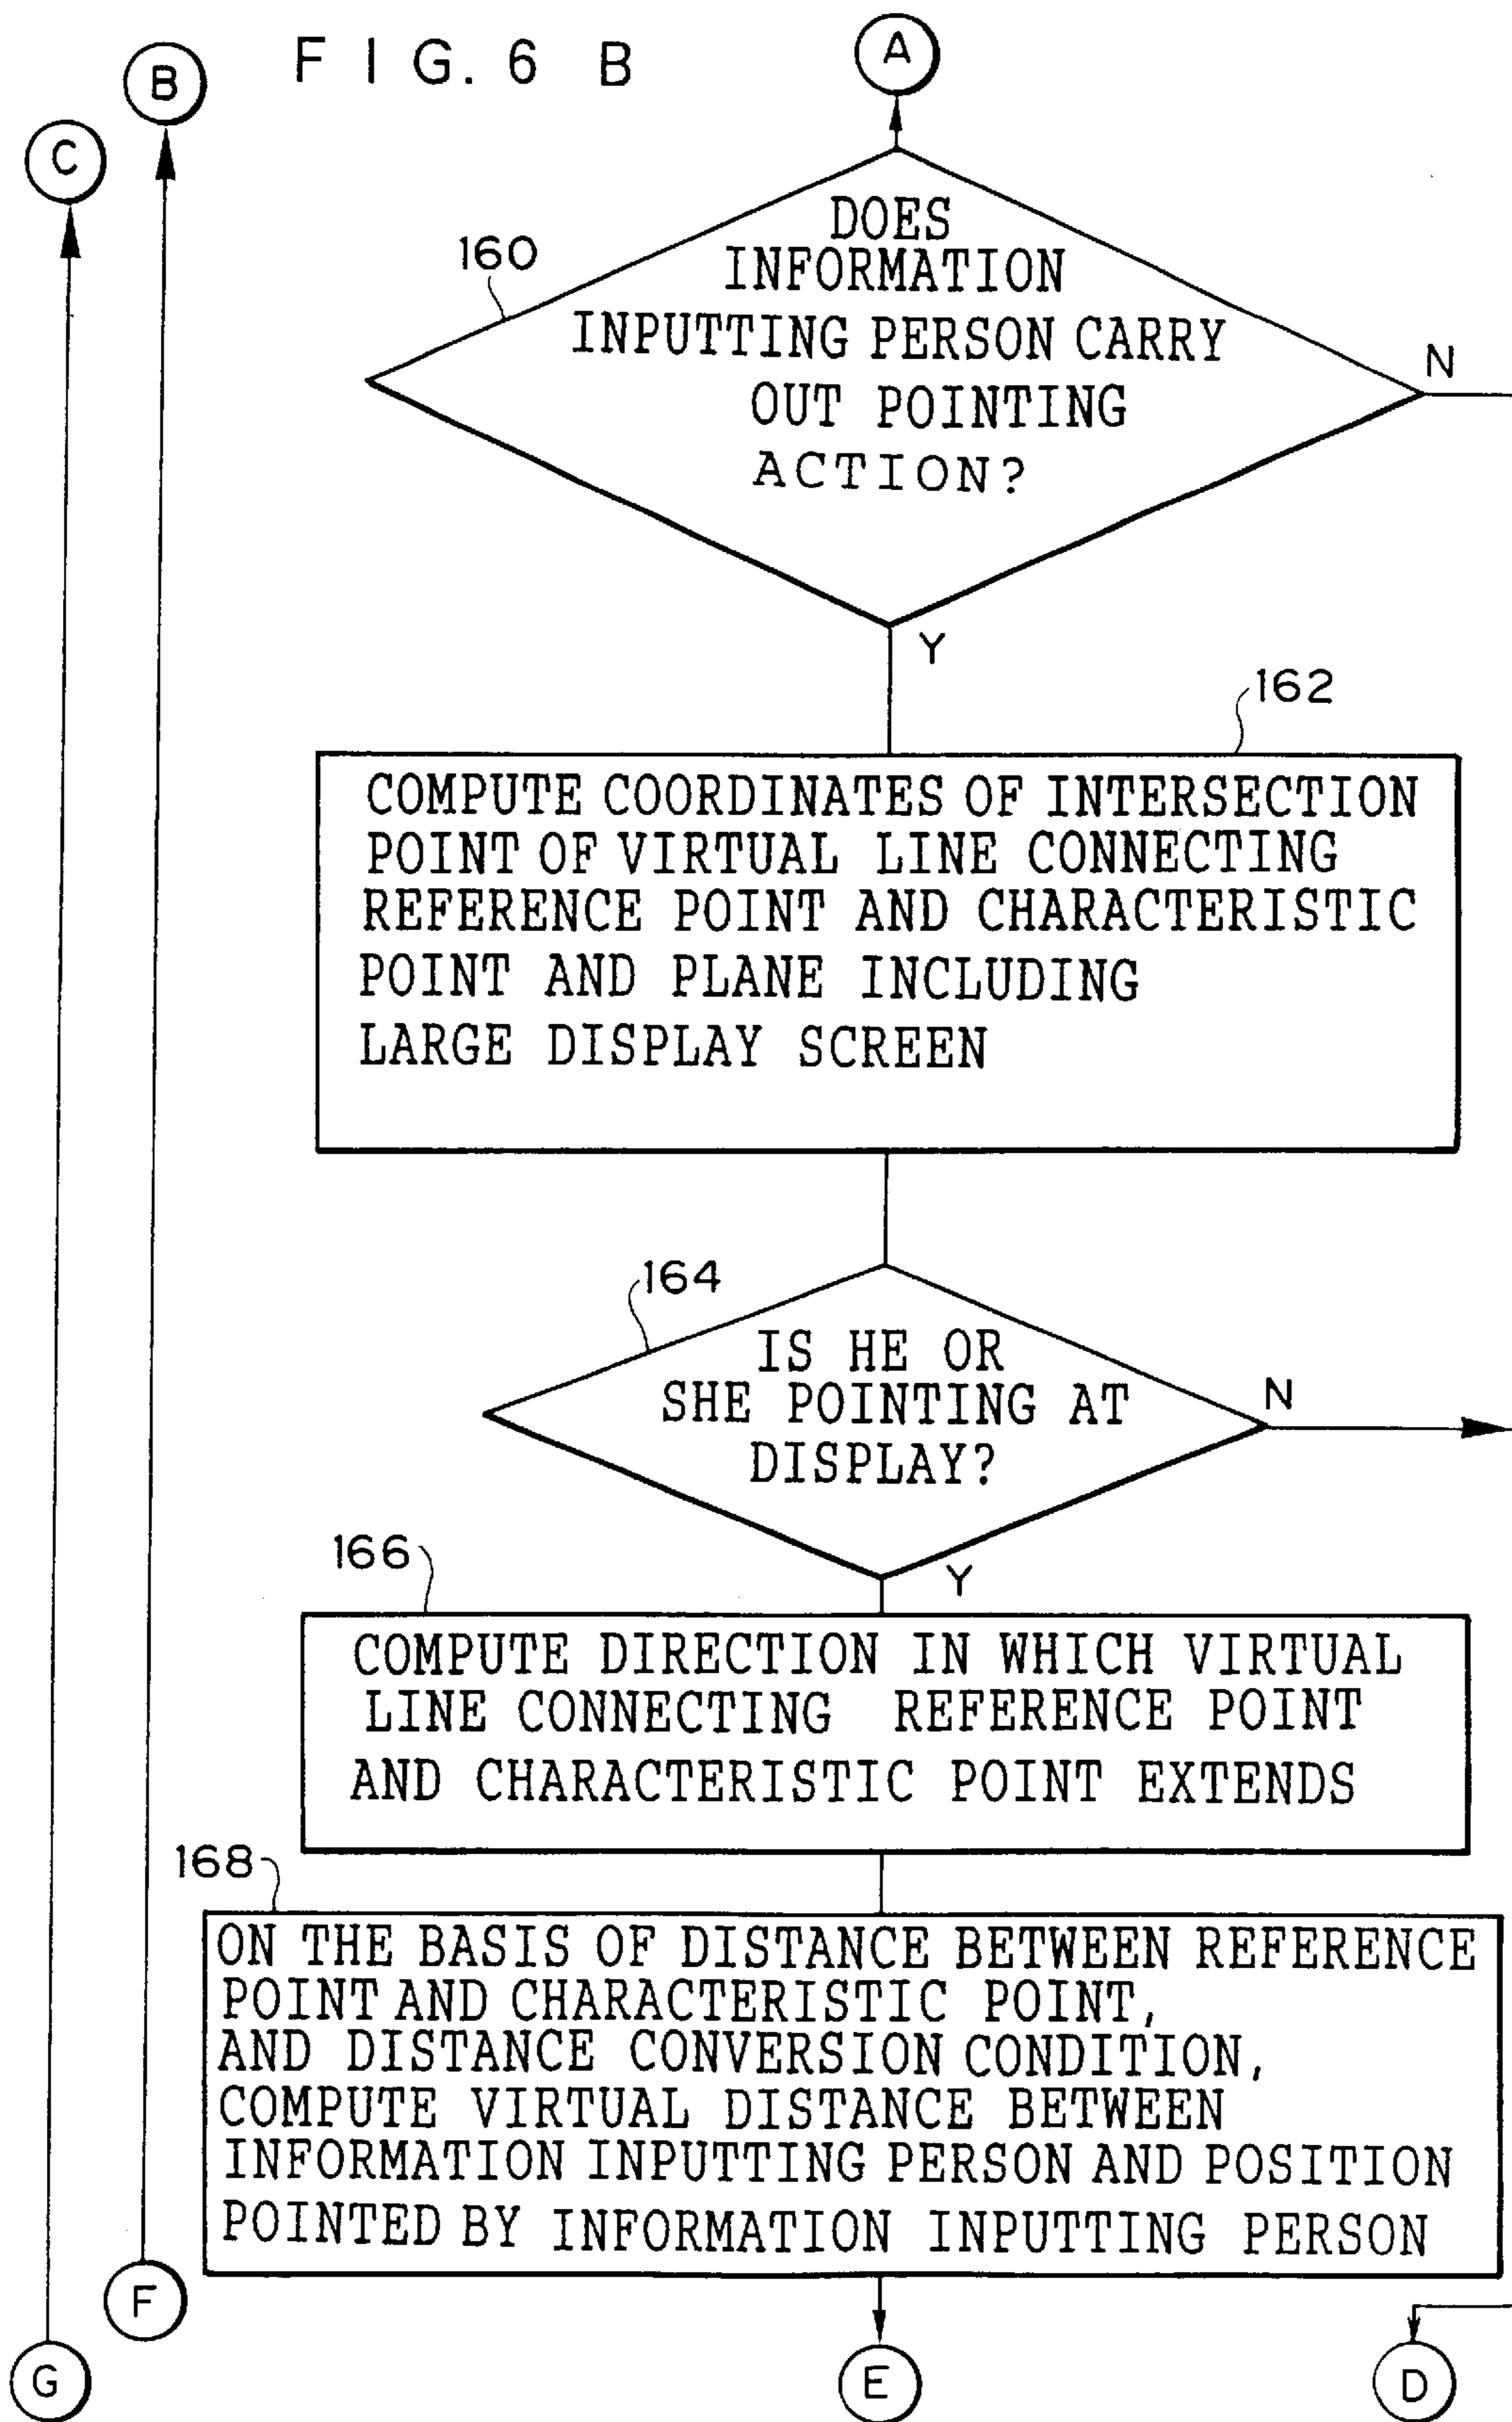 FIG. 6 B
A
B
C
160
DOES
INFORMATION
INPUTTING PERSON CARRY
OUT POINTING
ACTION?
N
Y
162
COMPUTE COORDINATES OF INTERSECTION
POINT OF VIRTUAL LINE CONNECTING
REFERENCE POINT AND CHARACTERISTIC
POINT AND PLANE INCLUDING
LARGE DISPLAY SCREEN
164
IS HE OR
SHE POINTING AT
DISPLAY?
N
Y
166
COMPUTE DIRECTION IN WHICH VIRTUAL
LINE CONNECTING REFERENCE POINT
AND CHARACTERISTIC POINT EXTENDS
168
ON THE BASIS OF DISTANCE BETWEEN REFERENCE
POINT AND CHARACTERISTIC POINT,
AND DISTANCE CONVERSION CONDITION,
COMPUTE VIRTUAL DISTANCE BETWEEN
INFORMATION INPUTTING PERSON AND POSITION
POINTED BY INFORMATION INPUTTING PERSON
F
G
E
D